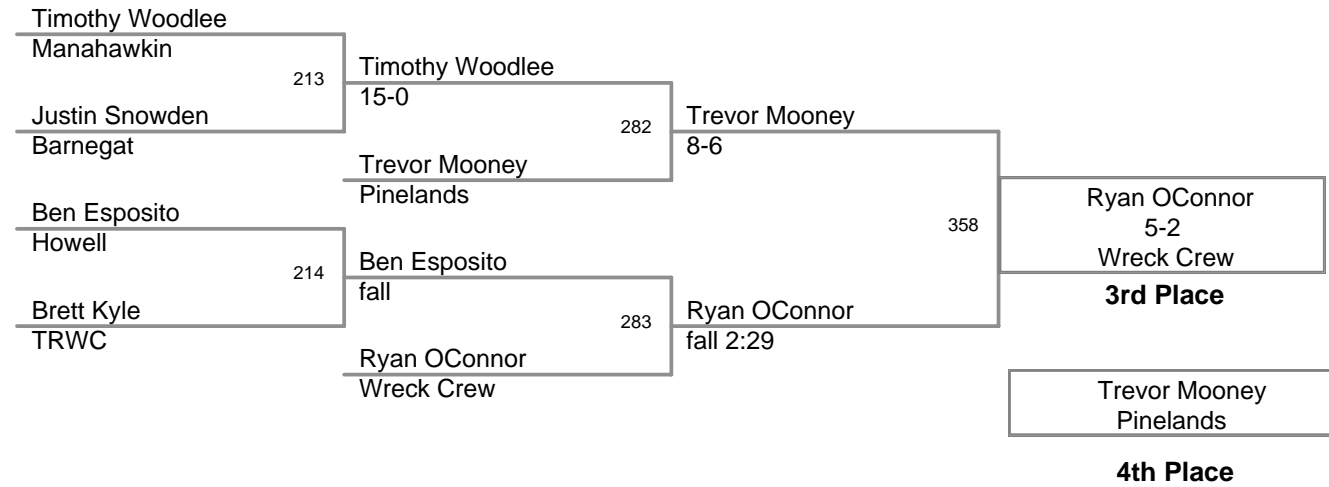 Timothy Woodlee
Manahawkin
213
Timothy Woodlee
15-0
Justin Snowden
Barnegat
282
Trevor Mooney
8-6
Trevor Mooney
Pinelands
Ben Esposito
Howell
214
Ben Esposito
fall
Brett Kyle
TRWC
283
Ryan OConnor
fall 2:29
Ryan OConnor
Wreck Crew
358
Ryan OConnor
5-2
Wreck Crew
3rd Place
Trevor Mooney
Pinelands
4th Place